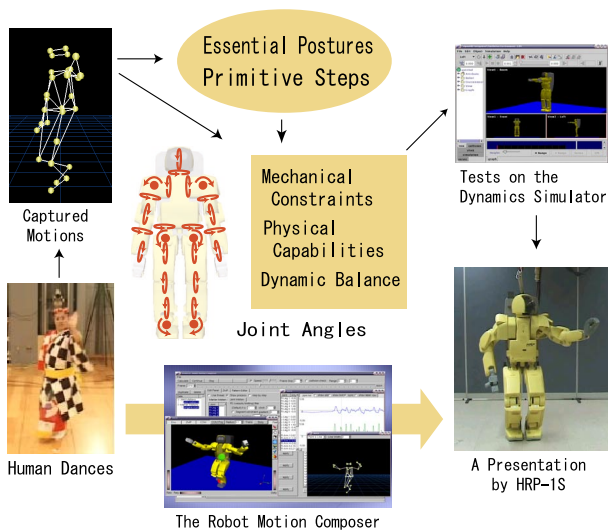 Essential Postures
Primitive Steps
Captured
Motions
Mechanical
Constraints
Physical
Capabilities
Dynamic Balance
Joint Angles
Tests on the
Dynamics Simulator
Human Dances
The Robot Motion Composer
A Presentation
by HRP-1S